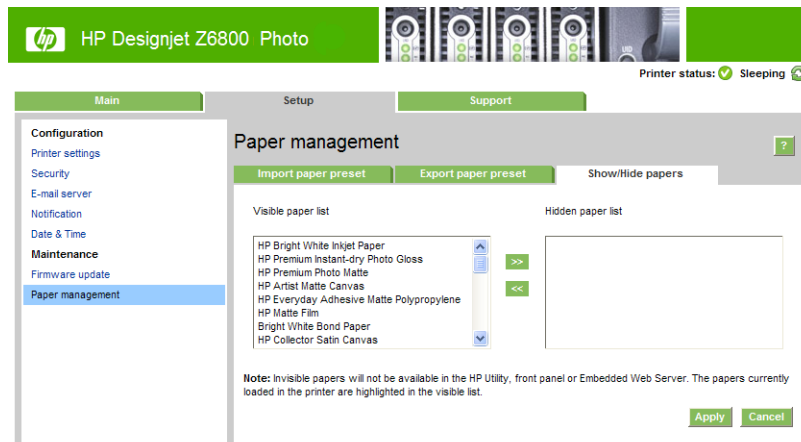 hp HP Designjet Z6800 Photo
UID
Printer status: Sleeping
Main Setup Support
Configuration
Printer settings
Security
E-mail server
Notification
Date & Time
Maintenance
Firmware update
Paper management
Paper management ?
Import paper preset Export paper preset Show/Hide papers
Visible paper list Hidden paper list
HP Bright White Inkjet Paper
HP Premium Instant-dry Photo Gloss
HP Premium Photo Matte
HP Artist Matte Canvas
HP Everyday Adhesive Matte Polypropylene
HP Matte Film
Bright White Bond Paper
HP Collector Satin Canvas
>>
<<
Note: Invisible papers will not be available in the HP Utility, front panel or Embedded Web Server. The papers currently
loaded in the printer are highlighted in the visible list.
Apply Cancel